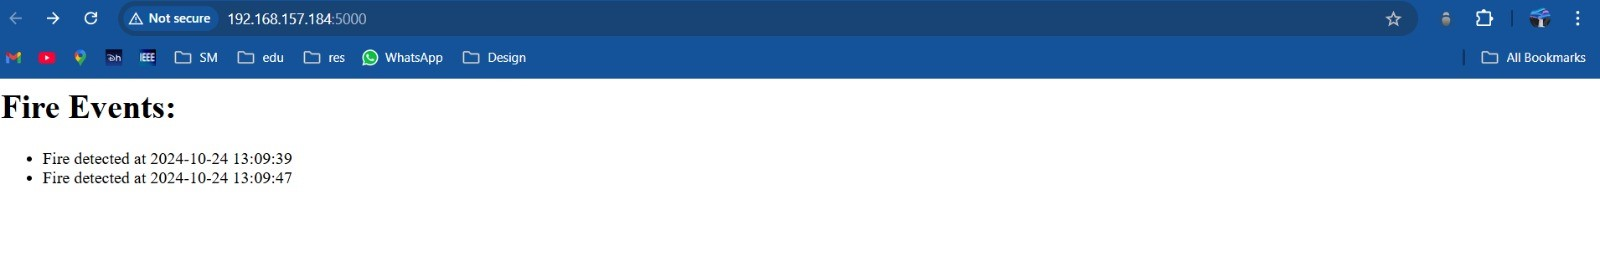 Not secure 192.168.157.184:5000
IEEE SM edu res WhatsApp Design All Bookmarks
Fire Events:
• Fire detected at 2024-10-24 13:09:39
• Fire detected at 2024-10-24 13:09:47